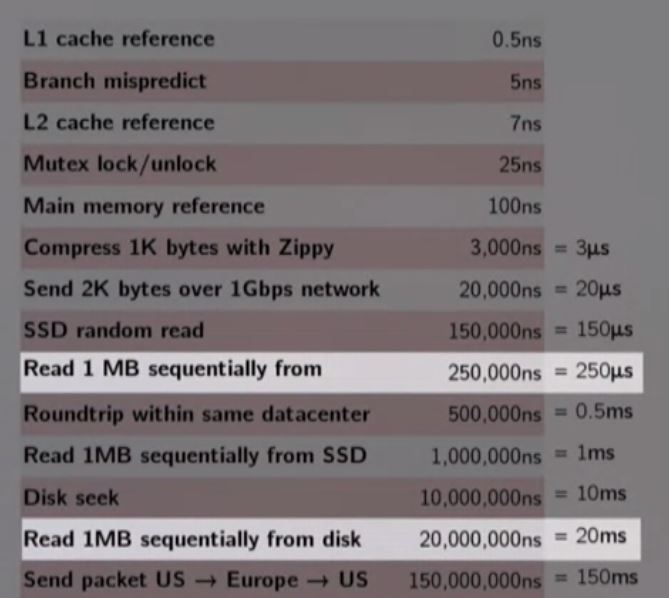 L1 cache reference 0.5ns
Branch mispredict 5ns
L2 cache reference 7ns
Mutex lock/unlock 25ns
Main memory reference 100ns
Compress 1K bytes with Zippy 3,000ns = 3µs
Send 2K bytes over 1Gbps network 20,000ns = 20µs
SSD random read 150,000ns = 150µs
Read 1 MB sequentially from 250,000ns = 250µs
Roundtrip within same datacenter 500,000ns = 0.5ms
Read 1MB sequentially from SSD 1,000,000ns = 1ms
Disk seek 10,000,000ns = 10ms
Read 1MB sequentially from disk 20,000,000ns = 20ms
Send packet US → Europe → US 150,000,000ns = 150ms